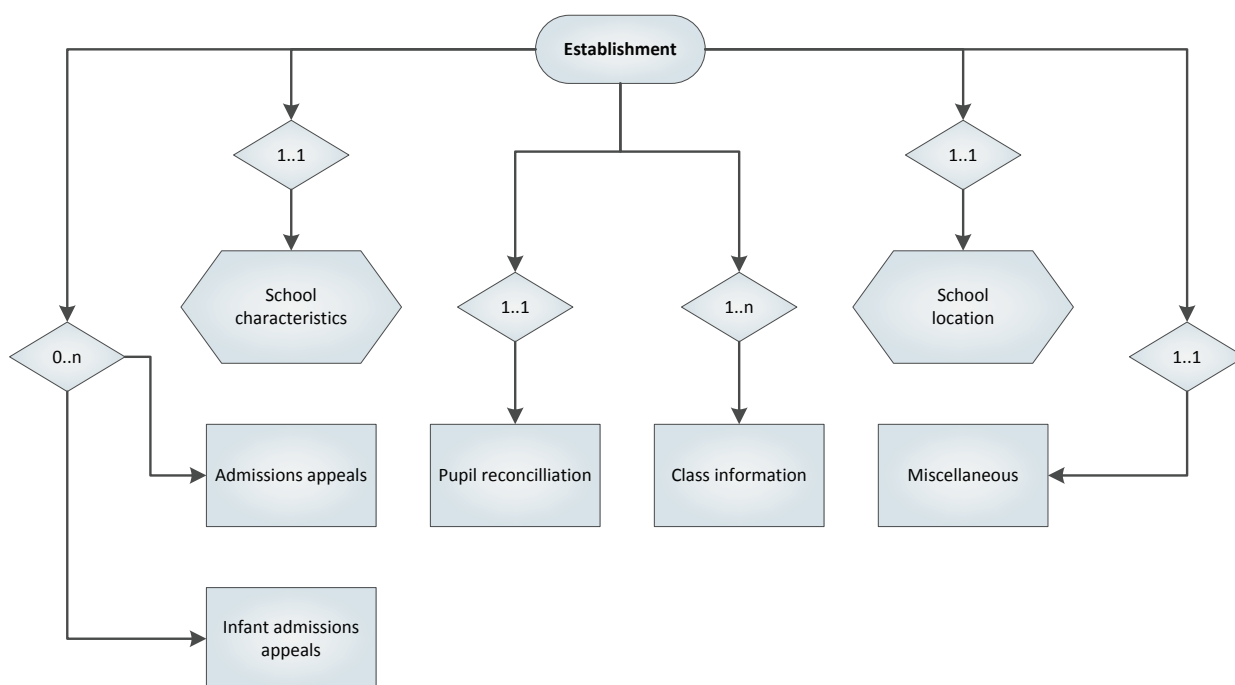 Establishment
1..1
1..1
School
characteristics
1..1
1..n
School
location
0..n
1..1
Admissions appeals
Pupil reconcilliation
Class information
Miscellaneous
Infant admissions
appeals